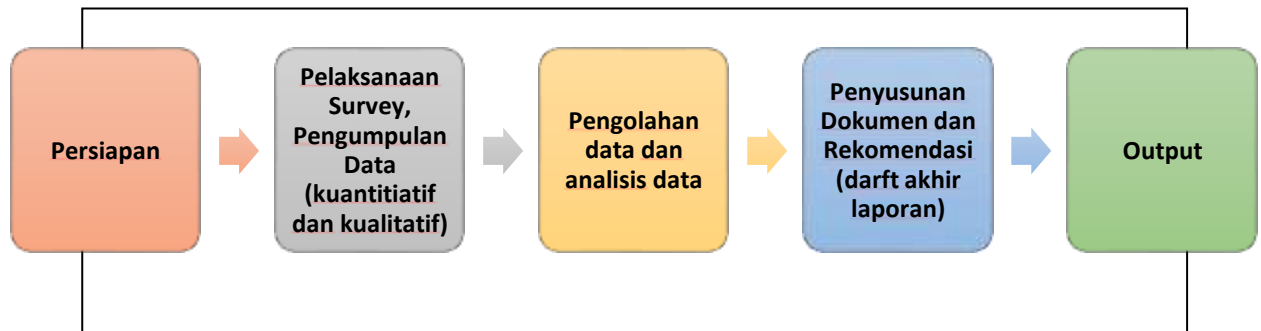 Persiapan
Pelaksanaan
Survey,
Pengumpulan
Data
(kuantitiatif
dan kualitatif)
Pengolahan
data dan
analisis data
Penyusunan
Dokumen dan
Rekomendasi
(darft akhir
laporan)
Output